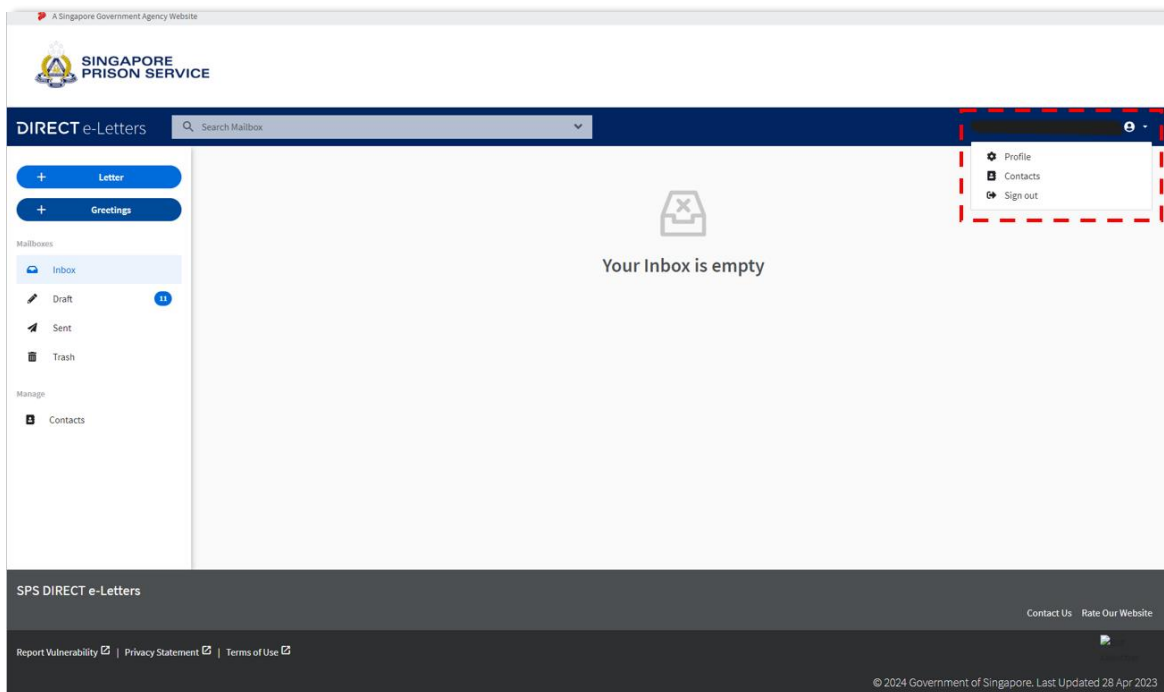 A Singapore Government Agency Website
SINGAPORE
PRISON SERVICE
DIRECT e-Letters
Search Mailbox
Profile
Contacts
Sign out
+ Letter
+ Greetings
Mailboxes
Inbox
Draft 11
Sent
Trash
Manage
Contacts
Your Inbox is empty
SPS DIRECT e-Letters
Contact Us Rate Our Website
Report Vulnerability | Privacy Statement | Terms of Use
© 2024 Government of Singapore. Last Updated 28 Apr 2023